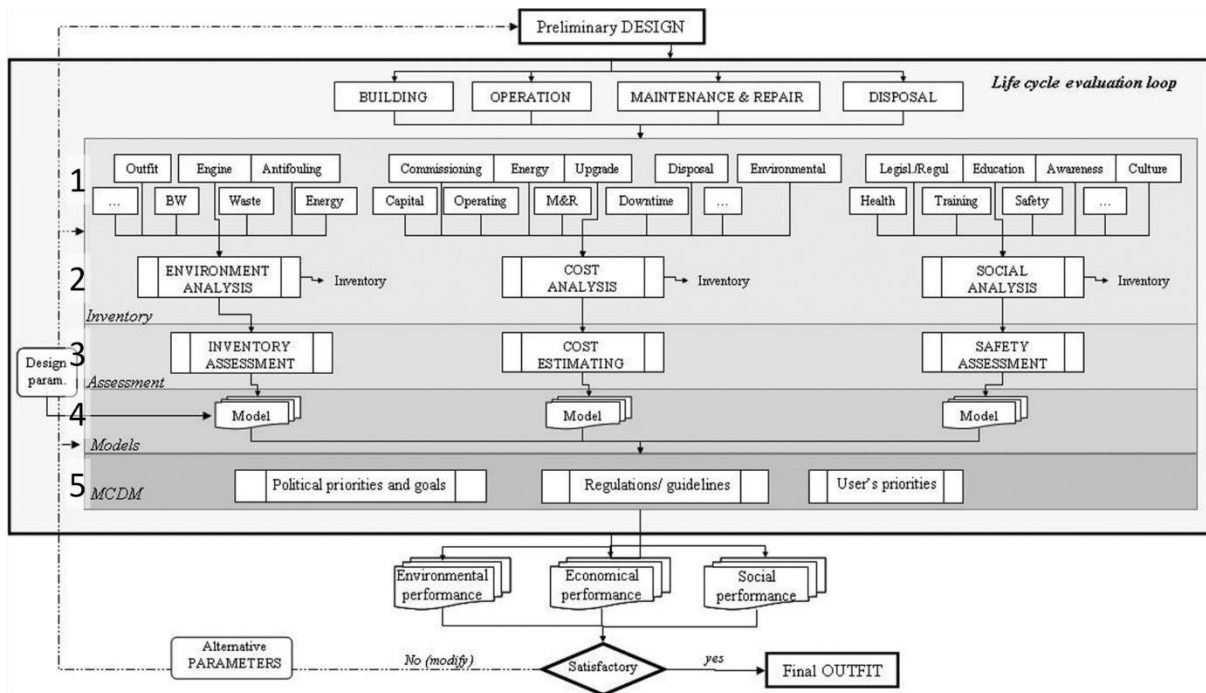 Preliminary DESIGN
Life cycle evaluation loop
BUILDING
OPERATION
MAINTENANCE & REPAIR
DISPOSAL
1
Outfit
Engine
Antifouling
Commissioning
Energy
Upgrade
Disposal
Environmental
Legisl./Regul
Education
Awareness
Culture
...
BW
Waste
Energy
Capital
Operating
M&R
Downtime
...
Health
Training
Safety
...
2
ENVIRONMENT
ANALYSIS
Inventory
COST
ANALYSIS
Inventory
SOCIAL
ANALYSIS
Inventory
Inventory
3
INVENTORY
ASSESSMENT
COST
ESTIMATING
SAFETY
ASSESSMENT
Design
param.
Assessment
4
Model
Model
Model
Models
5
Political priorities and goals
Regulations/ guidelines
User's priorities
MCDM
Environmental
performance
Economical
performance
Social
performance
Alternative
PARAMETERS
No (modify)
Satisfactory
yes
Final OUTFIT